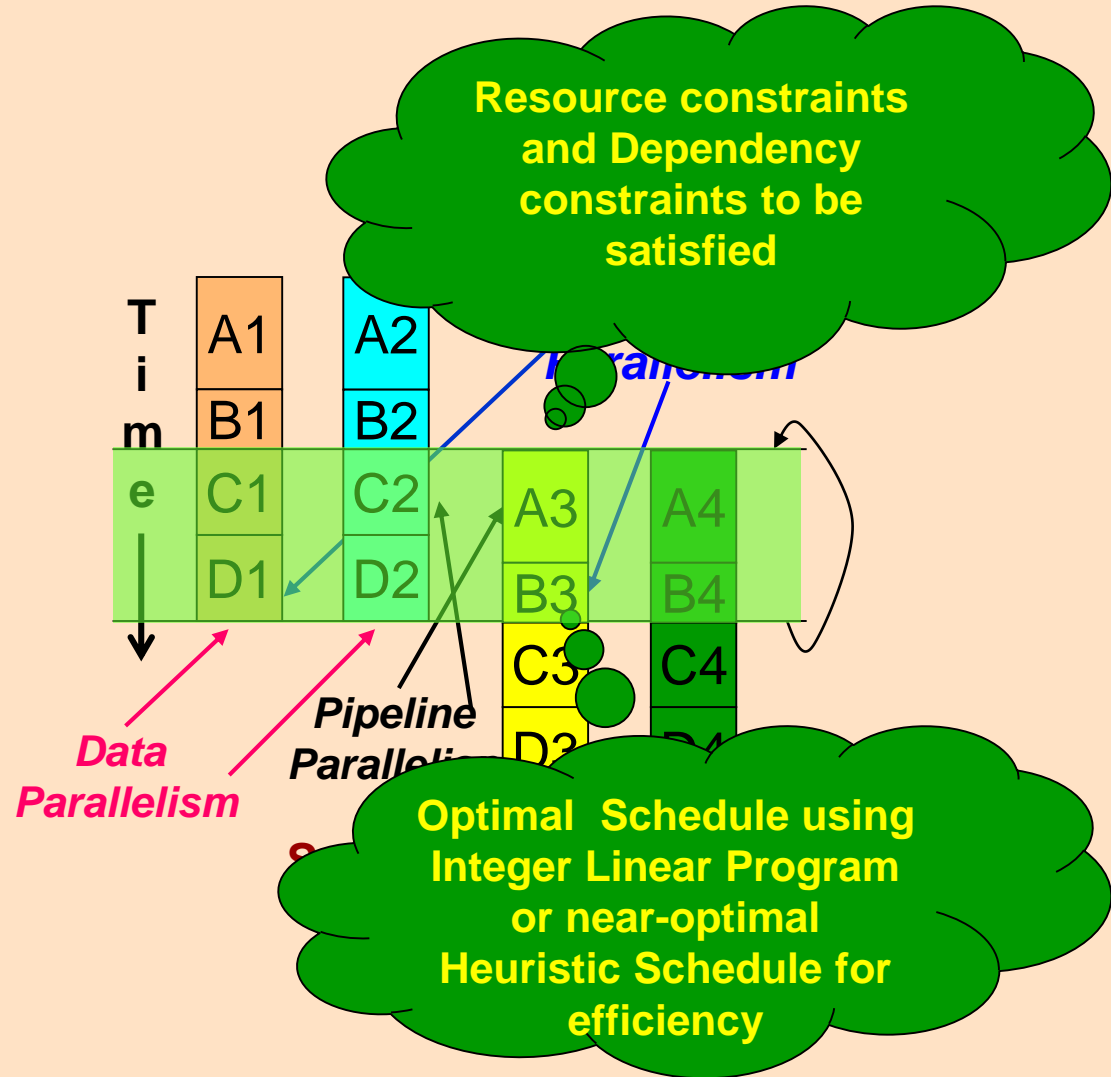 Resource constraints
and Dependency
constraints to be
satisfied
T
i
m
e
A1
A2
B1
B2
C1
C2
A3
A4
D1
D2
B3
B4
C3
C4
D3
D4
Pipeline
Data
Parallelism
Optimal Schedule using
Integer Linear Program
or near-optimal
Heuristic Schedule for
efficiency